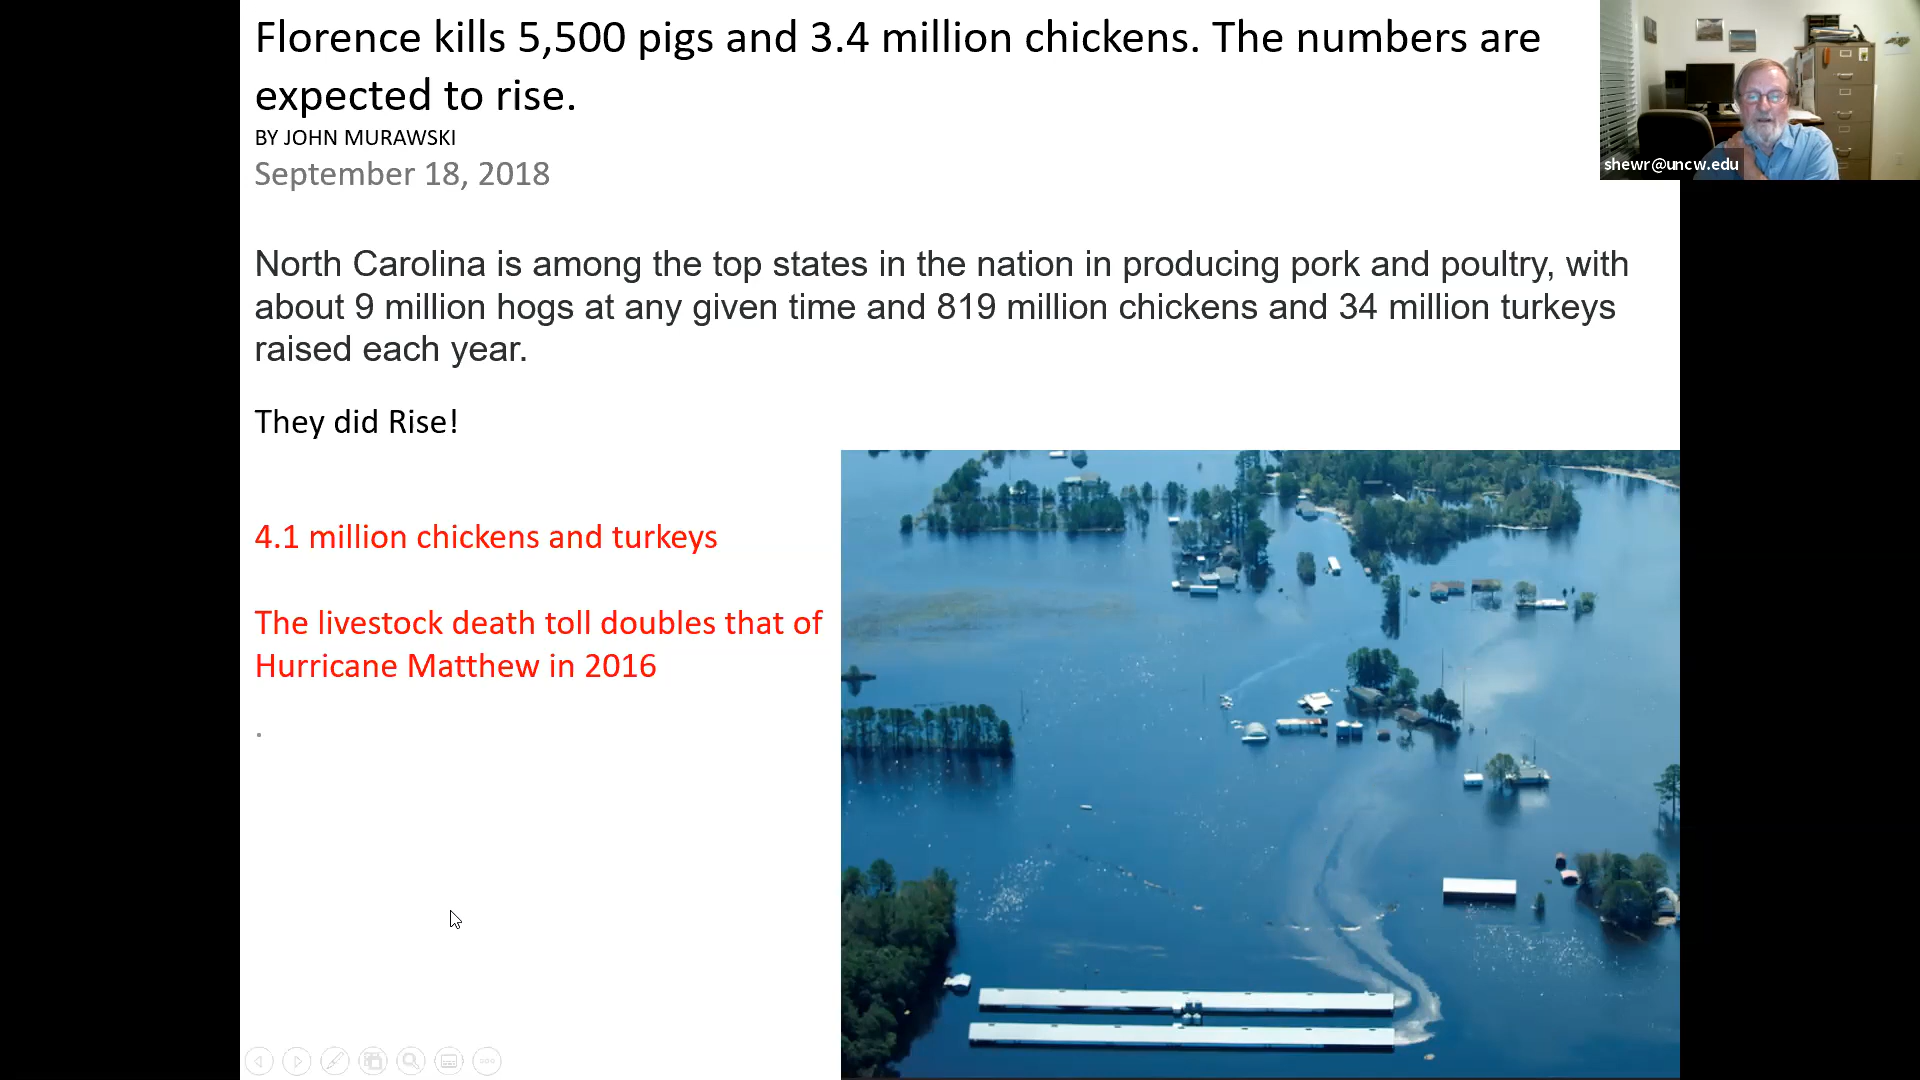 Florence kills 5,500 pigs and 3.4 million chickens. The numbers are
expected to rise.
BY JOHN MURAWSKI
September 18, 2018
shewr@uncw.edu
North Carolina is among the top states in the nation in producing pork and poultry, with
about 9 million hogs at any given time and 819 million chickens and 34 million turkeys
raised each year.
They did Rise!
4.1 million chickens and turkeys
The livestock death toll doubles that of
Hurricane Matthew in 2016
.